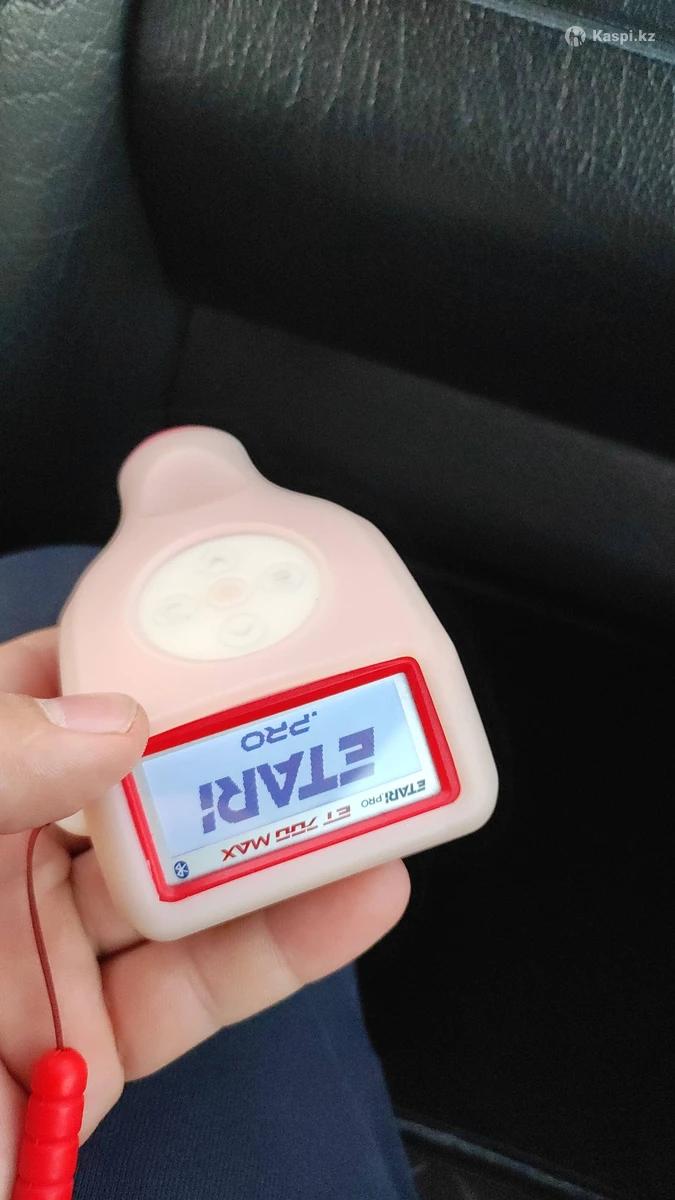 Kaspi.kz
ETARI.PRO
ET 700 MAX
ETARI
.PRO